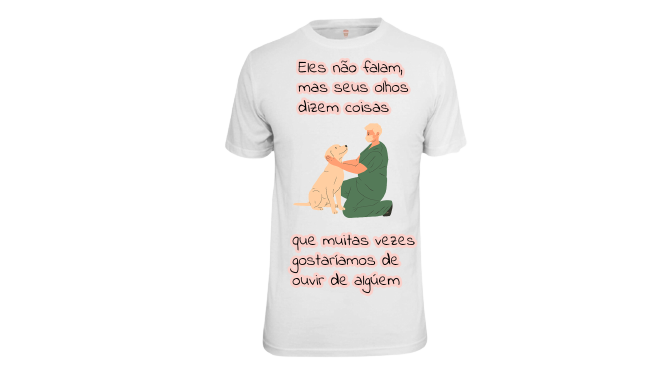 Eles não falam,
mas seus olhos
dizem coisas
que muitas vezes
gostaríamos de
ouvir de algúem